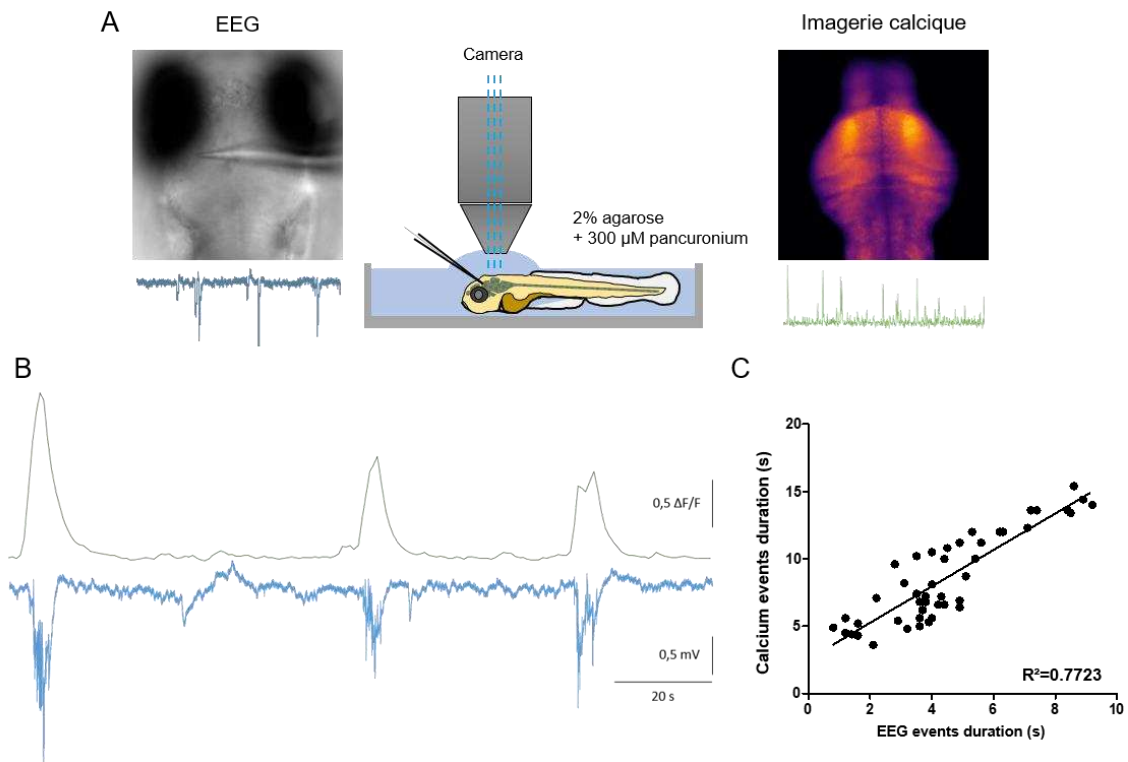 A
EEG
Imagerie calcique
Camera
2% agarose
+ 300 µM pancuronium
B
0,5 ΔF/F
0,5 mV
20 s
C
Calcium events duration (s)
20
15
10
5
0
0 2 4 6 8 10
R²=0.7723
EEG events duration (s)